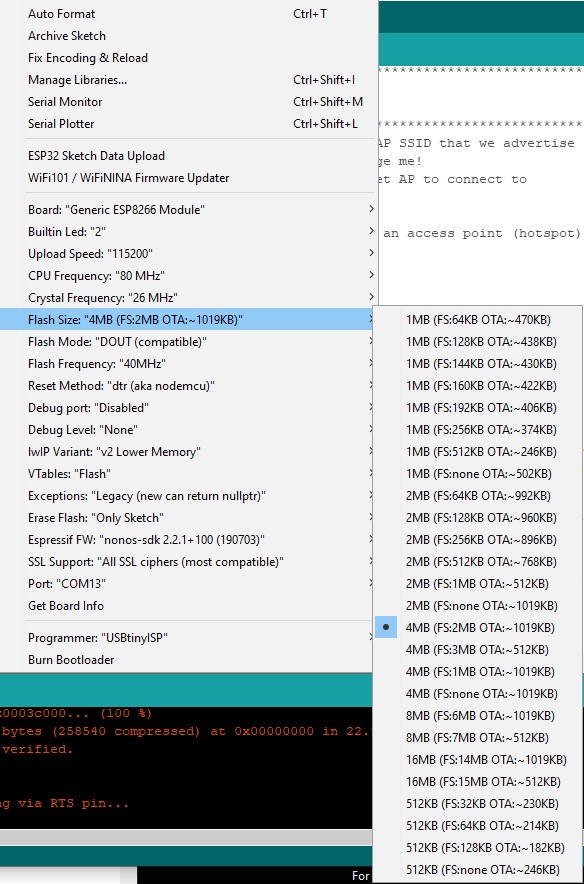 Auto Format Ctrl+T
Archive Sketch
Fix Encoding & Reload
Manage Libraries... Ctrl+Shift+I
Serial Monitor Ctrl+Shift+M
Serial Plotter Ctrl+Shift+L
ESP32 Sketch Data Upload
WiFi101 / WiFiNINA Firmware Updater
Board: "Generic ESP8266 Module"
Builtin Led: "2"
Upload Speed: "115200"
CPU Frequency: "80 MHz"
Crystal Frequency: "26 MHz"
Flash Size: "4MB (FS:2MB OTA:~1019KB)"
Flash Mode: "DOUT (compatible)"
Flash Frequency: "40MHz"
Reset Method: "dtr (aka nodemcu)"
Debug port: "Disabled"
Debug Level: "None"
lwIP Variant: "v2 Lower Memory"
VTables: "Flash"
Exceptions: "Legacy (new can return nullptr)"
Erase Flash: "Only Sketch"
Espressif FW: "nonos-sdk 2.2.1+100 (190703)"
SSL Support: "All SSL ciphers (most compatible)"
Port: "COM13"
Get Board Info
Programmer: "USBtinyISP"
Burn Bootloader
**************************
**************************
AP SSID that we advertise
ge me!
et AP to connect to
an access point (hotspot)
1MB (FS:64KB OTA:~470KB)
1MB (FS:128KB OTA:~438KB)
1MB (FS:144KB OTA:~430KB)
1MB (FS:160KB OTA:~422KB)
1MB (FS:192KB OTA:~406KB)
1MB (FS:256KB OTA:~374KB)
1MB (FS:512KB OTA:~246KB)
1MB (FS:none OTA:~502KB)
2MB (FS:64KB OTA:~992KB)
2MB (FS:128KB OTA:~960KB)
2MB (FS:256KB OTA:~896KB)
2MB (FS:512KB OTA:~768KB)
2MB (FS:1MB OTA:~512KB)
2MB (FS:none OTA:~1019KB)
4MB (FS:2MB OTA:~1019KB)
4MB (FS:3MB OTA:~512KB)
4MB (FS:1MB OTA:~1019KB)
4MB (FS:none OTA:~1019KB)
8MB (FS:6MB OTA:~1019KB)
8MB (FS:7MB OTA:~512KB)
16MB (FS:14MB OTA:~1019KB)
16MB (FS:15MB OTA:~512KB)
512KB (FS:32KB OTA:~230KB)
512KB (FS:64KB OTA:~214KB)
512KB (FS:128KB OTA:~182KB)
512KB (FS:none OTA:~246KB)
0003c000... (100 %)
bytes (258540 compressed) at 0x00000000 in 22.
verified.
ng via RTS pin...
For